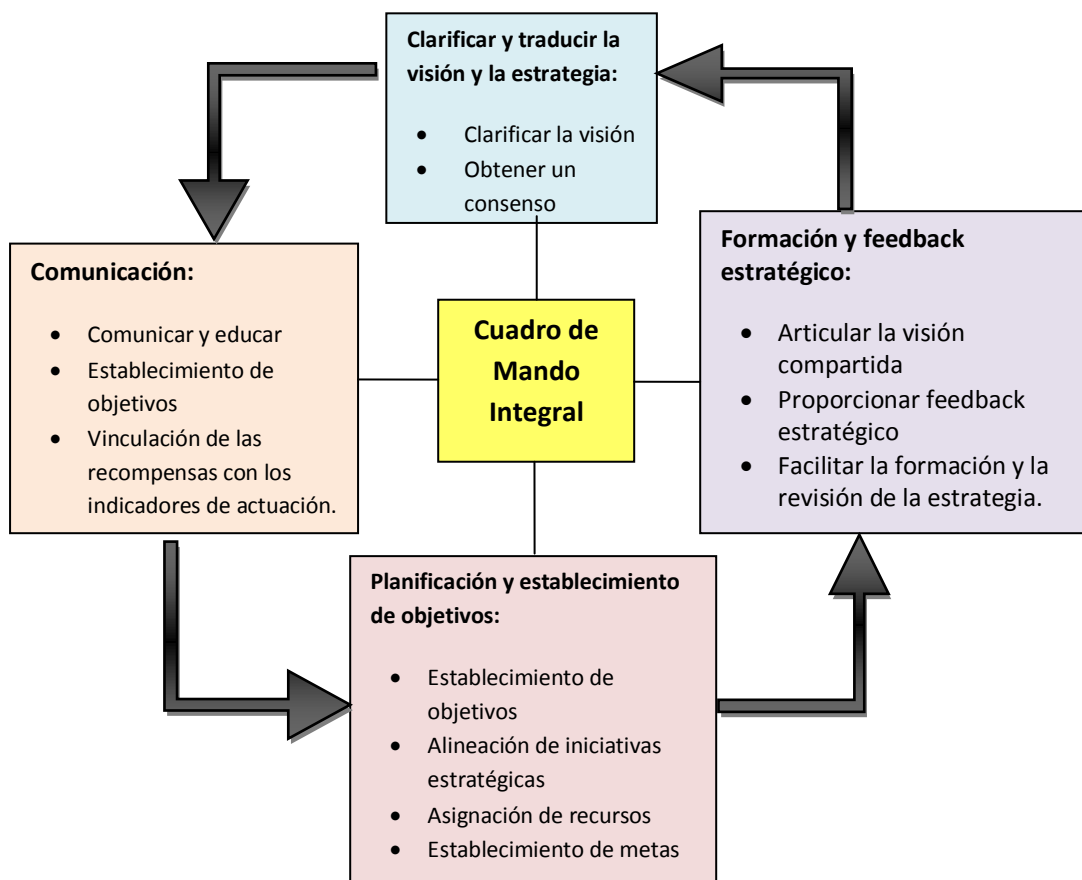 Clarificar y traducir la
visión y la estrategia:
• Clarificar la visión
• Obtener un
consenso
Comunicación:
• Comunicar y educar
• Establecimiento de
objetivos
• Vinculación de las
recompensas con los
indicadores de actuación.
Cuadro de
Mando
Integral
Formación y feedback
estratégico:
• Articular la visión
compartida
• Proporcionar feedback
estratégico
• Facilitar la formación y la
revisión de la estrategia.
Planificación y establecimiento
de objetivos:
• Establecimiento de
objetivos
• Alineación de iniciativas
estratégicas
• Asignación de recursos
• Establecimiento de metas